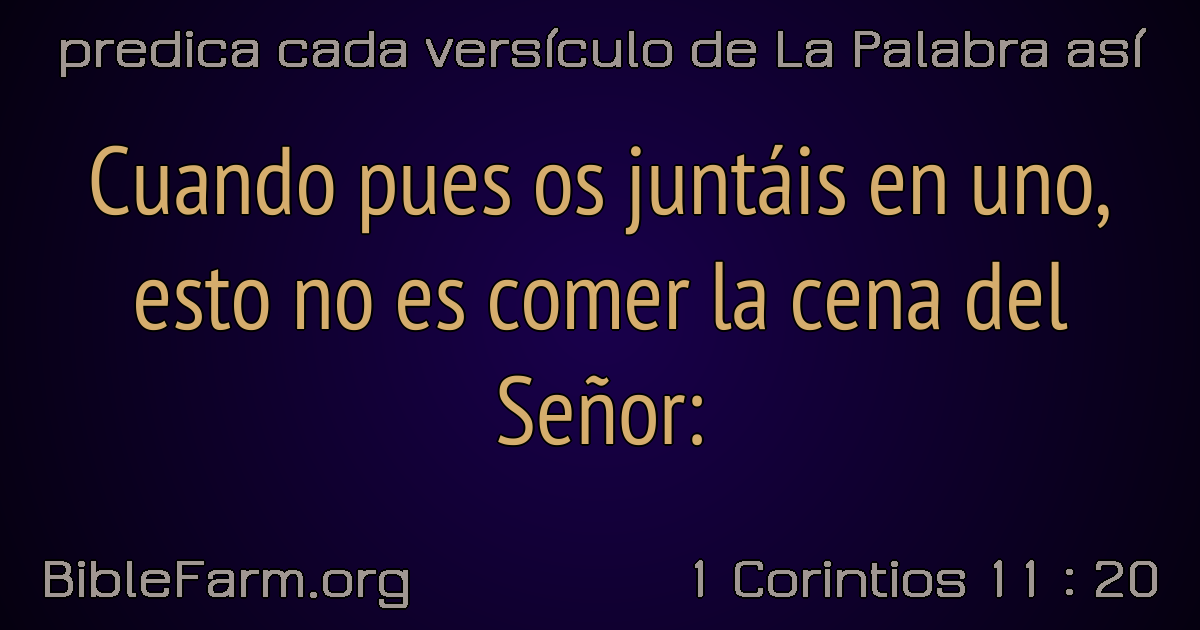 predica cada versículo de La Palabra así
Cuando pues os juntáis en uno,
esto no es comer la cena del
Señor:
BibleFarm.org
1 Corintios 11 : 20